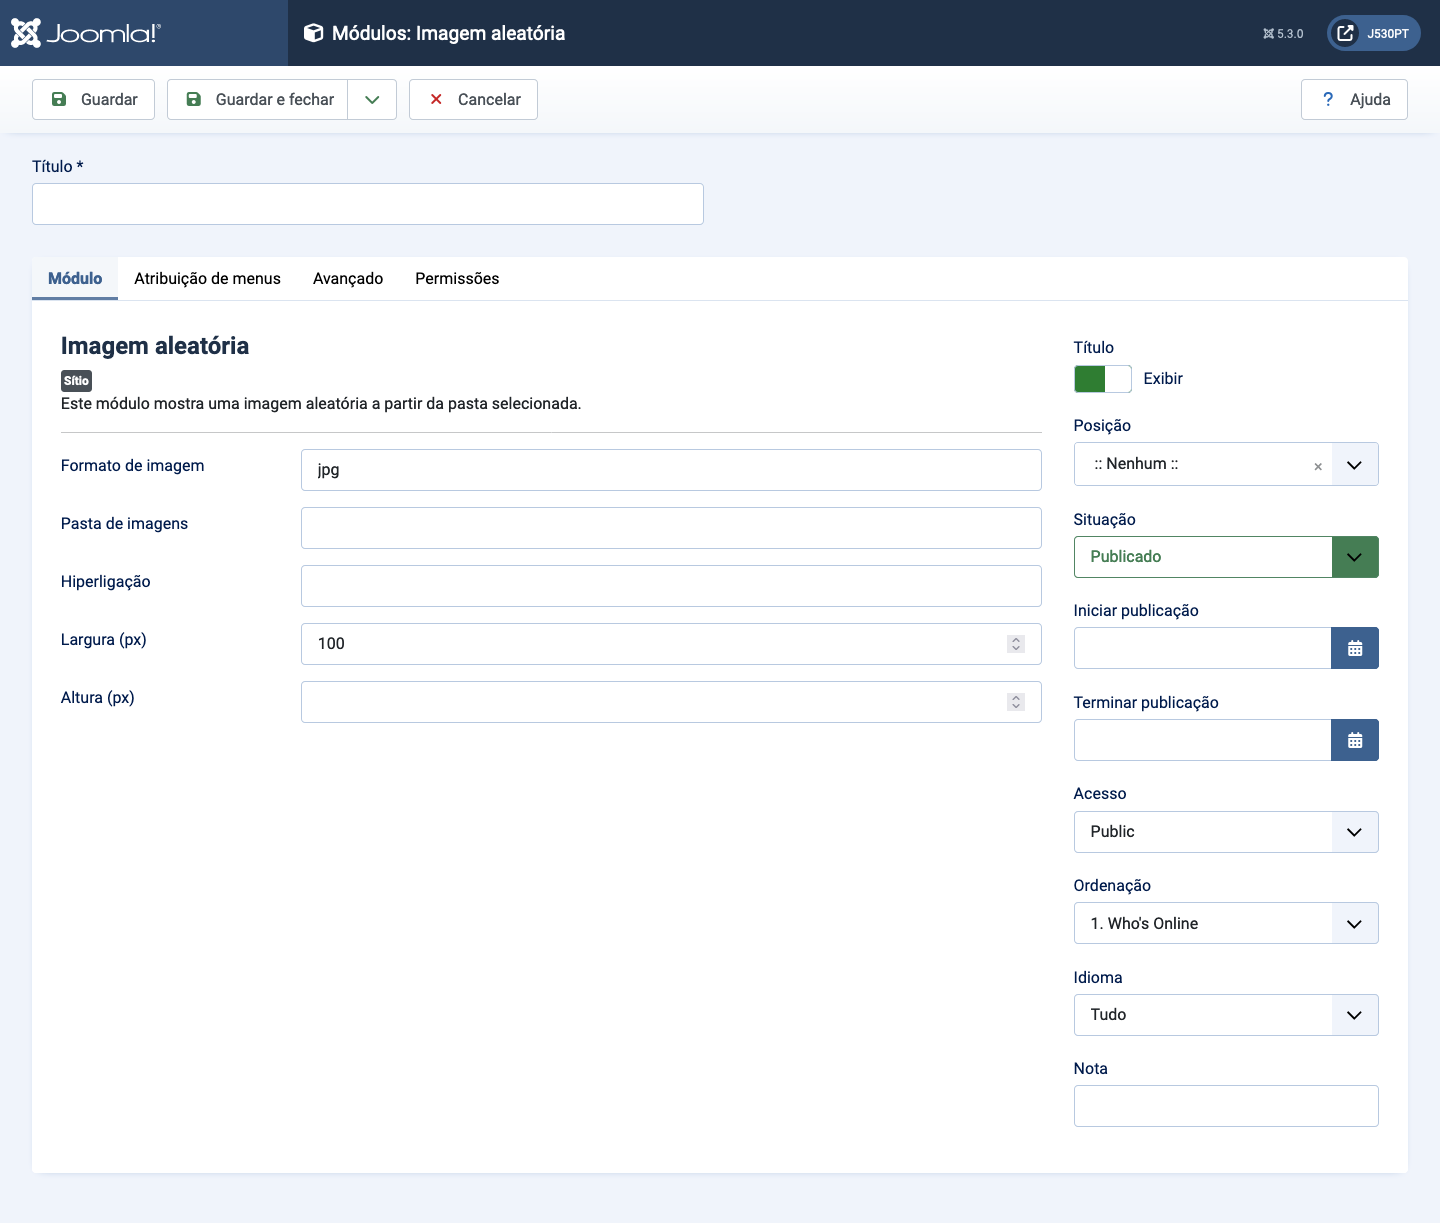 Joomla!®
Módulos: Imagem aleatória
5.3.0
J530PT
Guardar
Guardar e fechar
Cancelar
? Ajuda
Título *
Módulo
Atribuição de menus
Avançado
Permissões
Imagem aleatória
Sítio
Este módulo mostra uma imagem aleatória a partir da pasta selecionada.
Formato de imagem
jpg
Pasta de imagens
Hiperligação
Largura (px)
100
Altura (px)
Título
Exibir
Posição
:: Nenhum ::
×
Situação
Publicado
Iniciar publicação
Terminar publicação
Acesso
Public
Ordenação
1. Who's Online
Idioma
Tudo
Nota